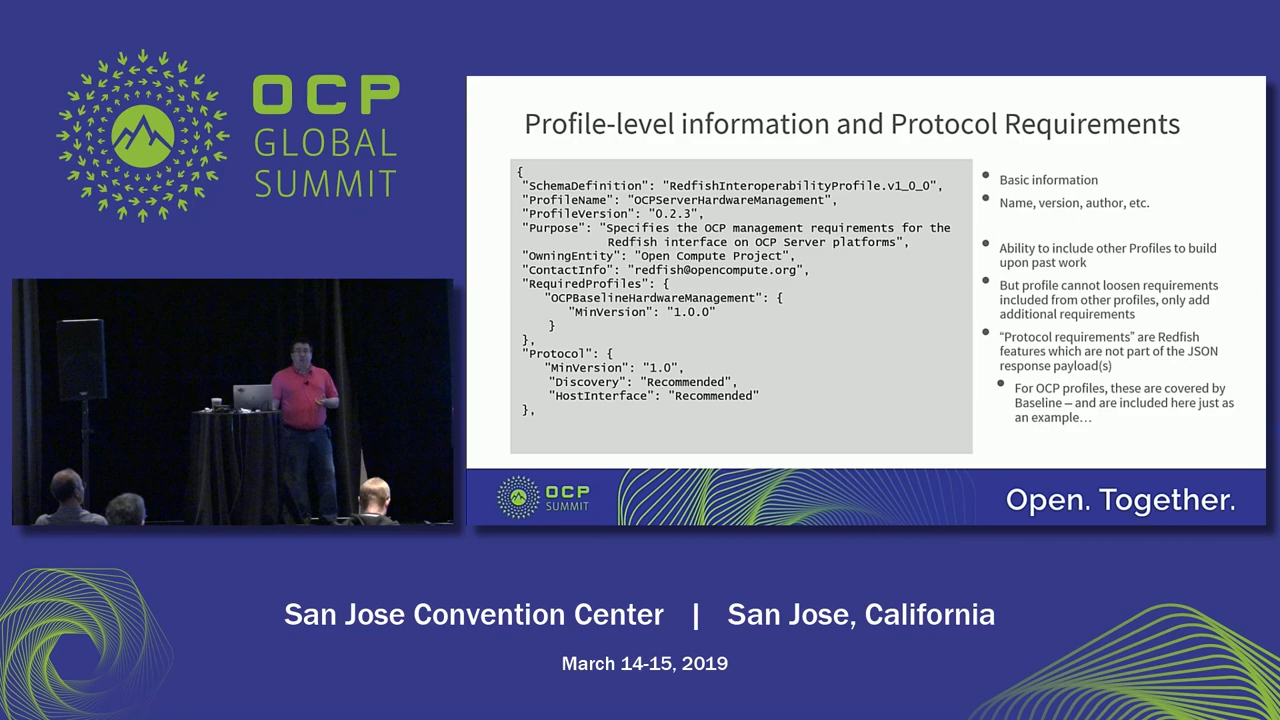 OCP
GLOBAL
SUMMIT
Profile-level information and Protocol Requirements
{
"SchemaDefinition": "RedfishInteroperabilityProfile.v1_0_0",
"ProfileName": "OCPServerHardwareManagement",
"ProfileVersion": "0.2.3",
"Purpose": "Specifies the OCP management requirements for the
Redfish interface on OCP Server platforms",
"OwningEntity": "Open Compute Project",
"ContactInfo": "redfish@opencompute.org",
"RequiredProfiles": {
"OCPBaselineHardwareManagement": {
"MinVersion": "1.0.0"
}
},
"Protocol": {
"MinVersion": "1.0",
"Discovery": "Recommended",
"HostInterface": "Recommended"
},
• Basic information
• Name, version, author, etc.
• Ability to include other Profiles to build
upon past work
• But profile cannot loosen requirements
included from other profiles, only add
additional requirements
• “Protocol requirements” are Redfish
features which are not part of the JSON
response payload(s)
• For OCP profiles, these are covered by
Baseline – and are included here just as
an example…
OCP
SUMMIT
Open. Together.
San Jose Convention Center | San Jose, California
March 14-15, 2019